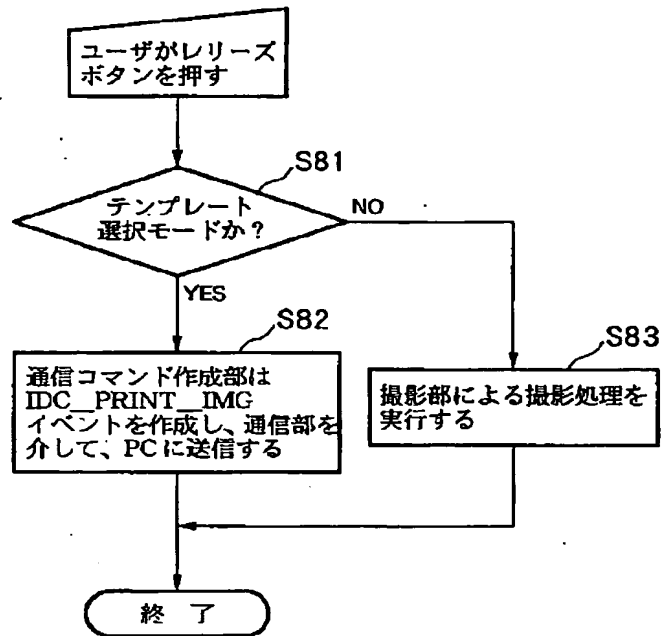 ユーザがレリーズ
ボタンを押す
S81
テンプレート
選択モードか？
NO
YES
S82
通信コマンド作成部は
IDC__PRINT__IMG
イベントを作成し、通信部を
介して、PCに送信する
S83
撮影部による撮影処理を
実行する
終 了